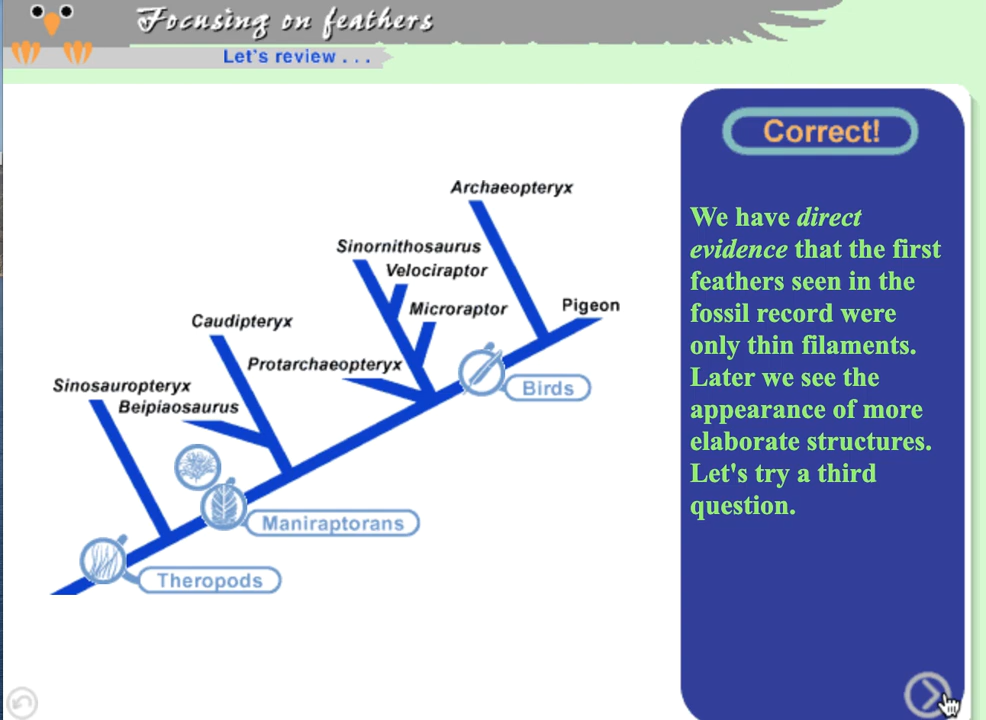 Focusing on feathers
Let's review . . .
Correct!
We have direct
evidence that the first
feathers seen in the
fossil record were
only thin filaments.
Later we see the
appearance of more
elaborate structures.
Let's try a third
question.
Archaeopteryx
Sinornithosaurus
Velociraptor
Microraptor
Pigeon
Caudipteryx
Protarchaeopteryx
Sinosauropteryx
Beipiaosaurus
Birds
Maniraptorans
Theropods